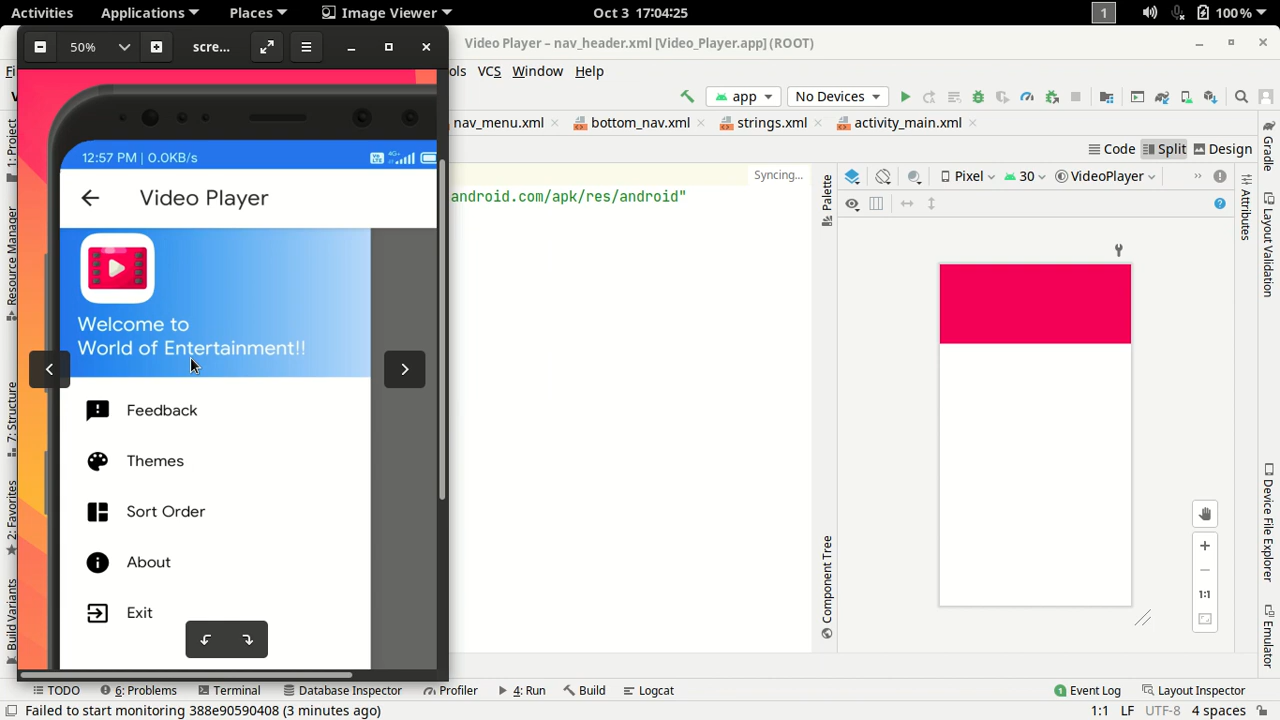 Activities Applications Places Image Viewer Oct 3 17:04:25 1 100%
50% scre...
Video Player – nav_header.xml [Video_Player.app] (ROOT)
ols VCS Window Help
app No Devices
nav_menu.xml bottom_nav.xml strings.xml activity_main.xml
Code Split Design
Syncing...
Pixel 30 VideoPlayer
android.com/apk/res/android"
12:57 PM | 0.0KB/s
4G+
Video Player
Welcome to
World of Entertainment!!
Feedback
Themes
Sort Order
About
Exit
1: Project
Resource Manager
7: Structure
2: Favorites
Build Variants
Palette
Component Tree
Attributes
1:1
Gradle
Layout Validation
Device File Explorer
Emulator
TODO 6: Problems Terminal Database Inspector Profiler 4: Run Build Logcat 1 Event Log Layout Inspector
Failed to start monitoring 388e90590408 (3 minutes ago) 1:1 LF UTF-8 4 spaces